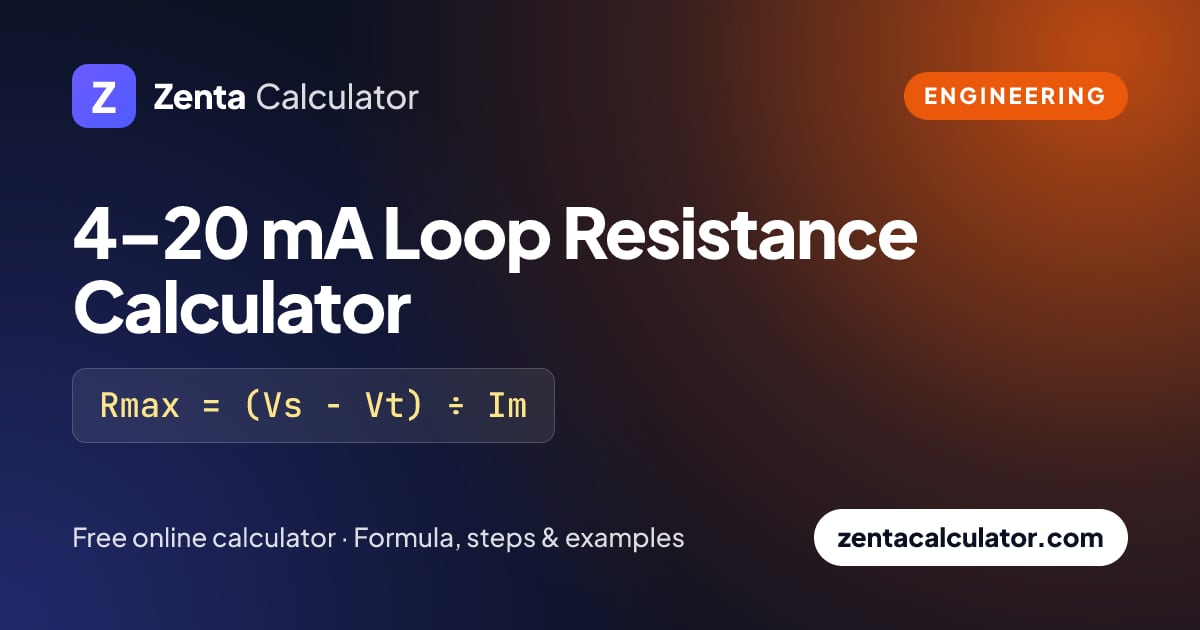 Z
Zenta Calculator
ENGINEERING
4–20 mA Loop Resistance
Calculator
Rmax = (Vs - Vt) ÷ Im
Free online calculator · Formula, steps & examples
zentacalculator.com